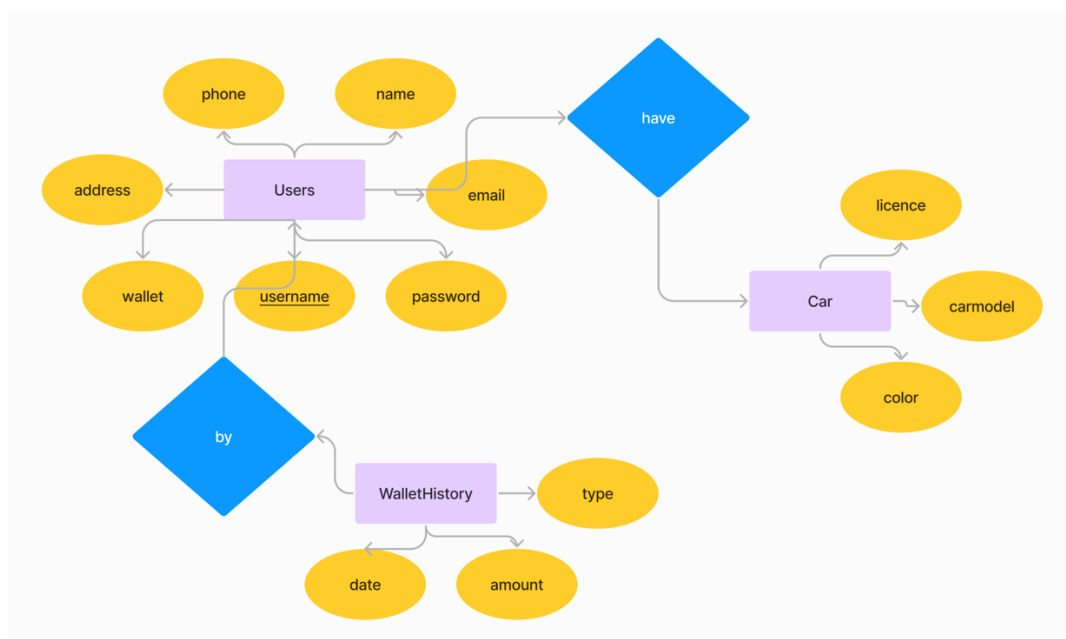 phone
name
have
address
Users
email
licence
wallet
username
password
Car
carmodel
color
by
WalletHistory
type
date
amount